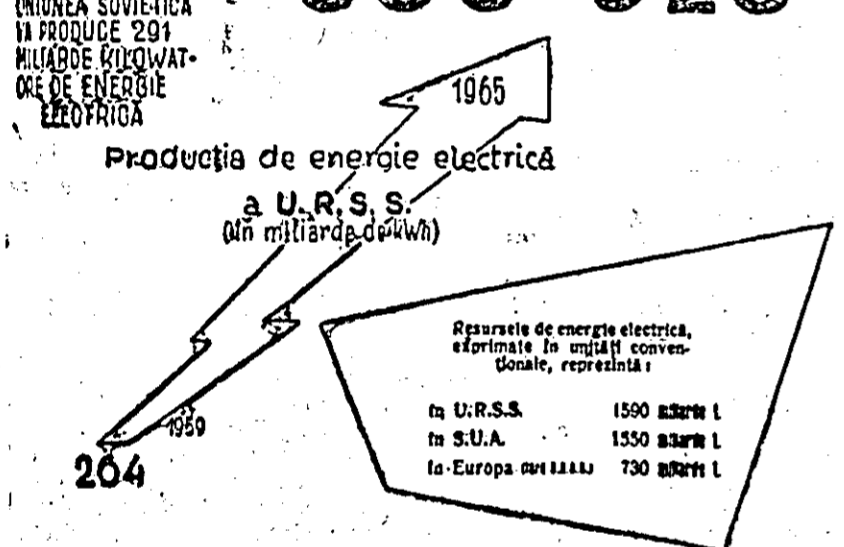 UNIUNEA SOVIETICĂ
VA PRODUCE 291
MILIARDE KILOWAT-
ORE DE ENERGIE
ELECTRICĂ
1965
Producția de energie electrică
a U.R.S.S.
(în miliarde de kWh)
1959
204
Resursele de energie electrică,
exprimate în unități conven-
ționale, reprezintă:
în U.R.S.S. 1590 t.
în S.U.A. 1550 t.
în Europa 730 t.